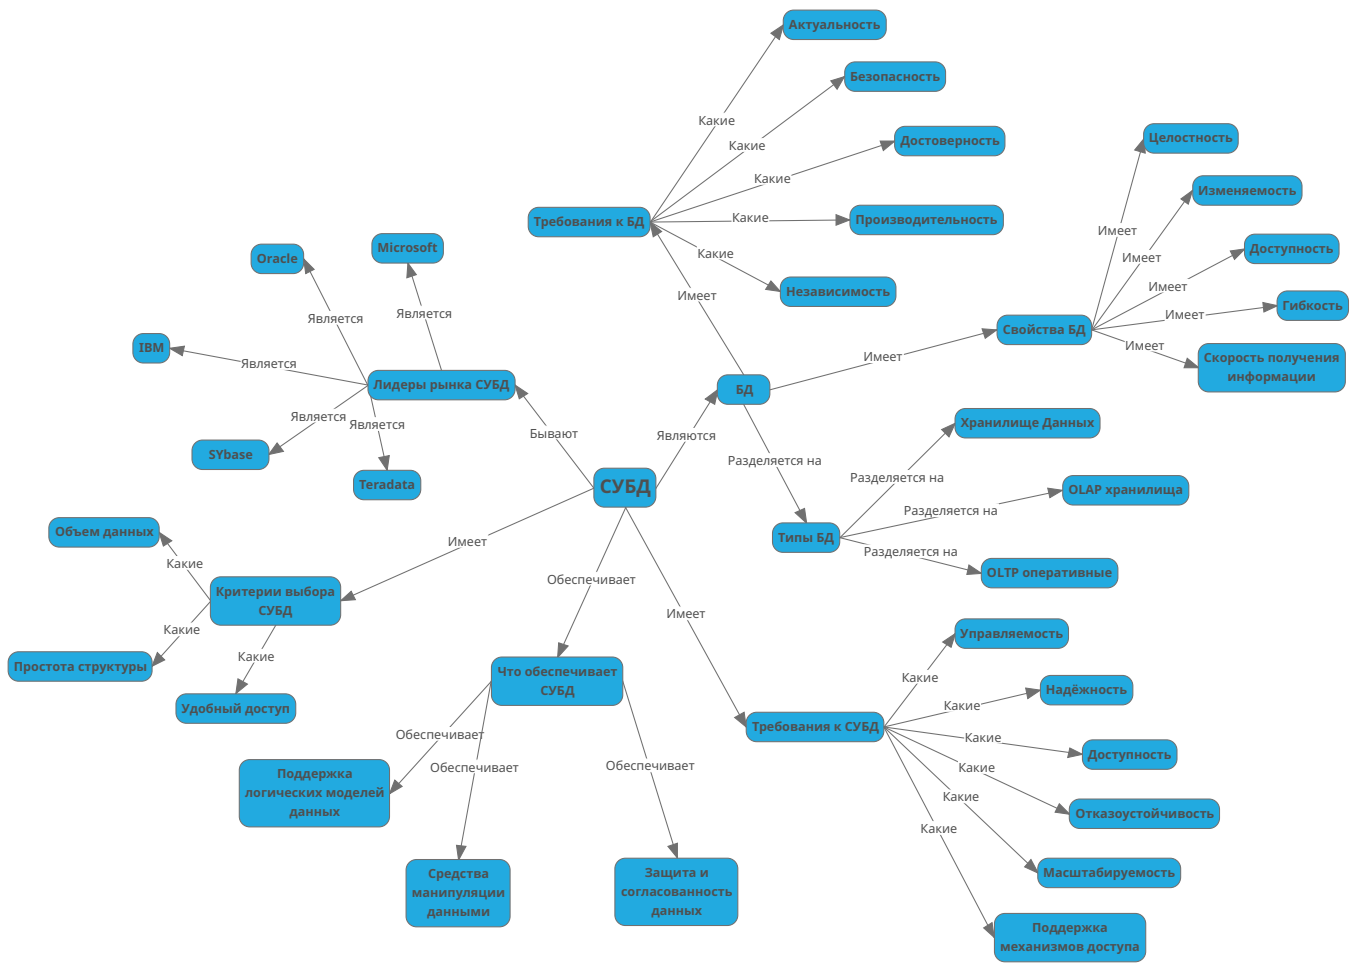 Актуальность
Безопасность
Какие
Целостность
Достоверность
Какие
Какие
Изменяемость
Требования к БД
Какие
Производительность
Имеет
Microsoft
Oracle
Какие
Имеет
Доступность
Независимость
Имеет
Имеет
Гибкость
Является
Является
Имеет
Свойства БД
IBM
Является
Имеет
Имеет
Скорость получения
информации
Лидеры рынка СУБД
БД
Является
Является
Хранилище Данных
Бывают
Являются
SYbase
Разделяется на
Teradata
СУБД
Разделяется на
OLAP хранилища
Разделяется на
Объем данных
Типы БД
Имеет
Разделяется на
Какие
OLTP оперативные
Обеспечивает
Критерии выбора
СУБД
Имеет
Какие
Управляемость
Какие
Простота структуры
Что обеспечивает
СУБД
Какие
Надёжность
Удобный доступ
Какие
Требования к СУБД
Обеспечивает
Какие
Доступность
Обеспечивает
Обеспечивает
Какие
Поддержка
логических моделей
данных
Какие
Отказоустойчивость
Какие
Масштабируемость
Средства
манипуляции
данными
Защита и
согласованность
данных
Поддержка
механизмов доступа